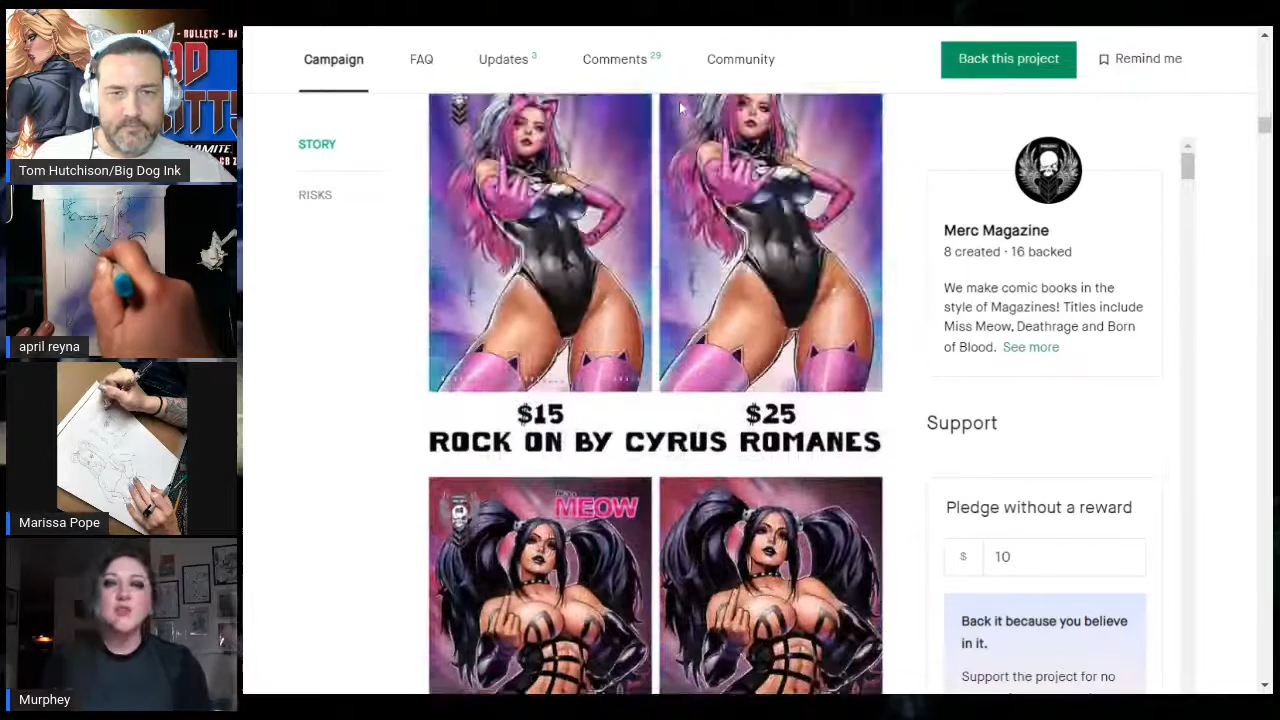 - BULLETS - BA
Tom Hutchison/Big Dog Ink
april reyna
Marissa Pope
Murphey
Campaign
FAQ
Updates 3
Comments 29
Community
Back this project
Remind me
STORY
RISKS
$15
$25
ROCK ON BY CYRUS ROMANES
MEOW
Merc Magazine
8 created · 16 backed
We make comic books in the
style of Magazines! Titles include
Miss Meow, Deathrage and Born
of Blood. See more
Support
Pledge without a reward
$ 10
Back it because you believe
in it.
Support the project for no